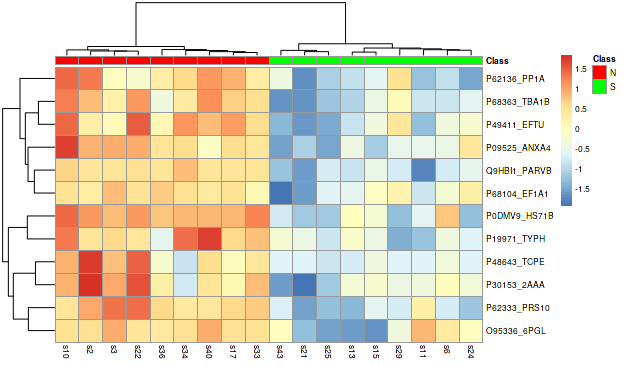 Class
P62136_PP1A
P68363_TBA1B
P49411_EFTU
P09525_ANXA4
Q9HBI1_PARVB
P68104_EF1A1
P0DMV9_HS71B
P19971_TYPH
P48643_TCPE
P30153_2AAA
P62333_PRS10
O95336_6PGL
s10 s2 s3 s22 s36 s34 s40 s17 s33 s43 s21 s25 s13 s15 s29 s11 s6 s24
1.5
1
0.5
0
-0.5
-1
-1.5
Class
N
S